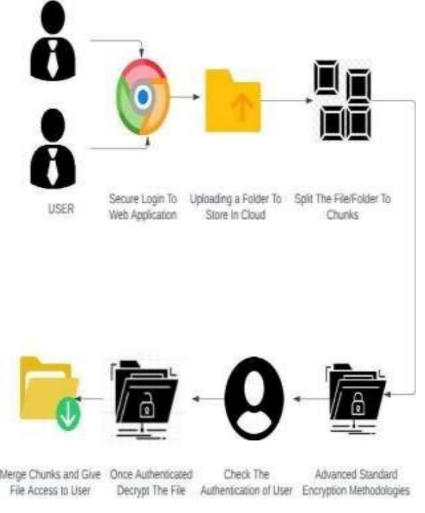 USER
Secure Login To
Web Application
Uploading a Folder To
Store In Cloud
Split The File/Folder To
Chunks
Merge Chunks and Give
File Access to User
Once Authenticated
Decrypt The File
Check The
Authentication of User
Advanced Standard
Encryption Methodologies